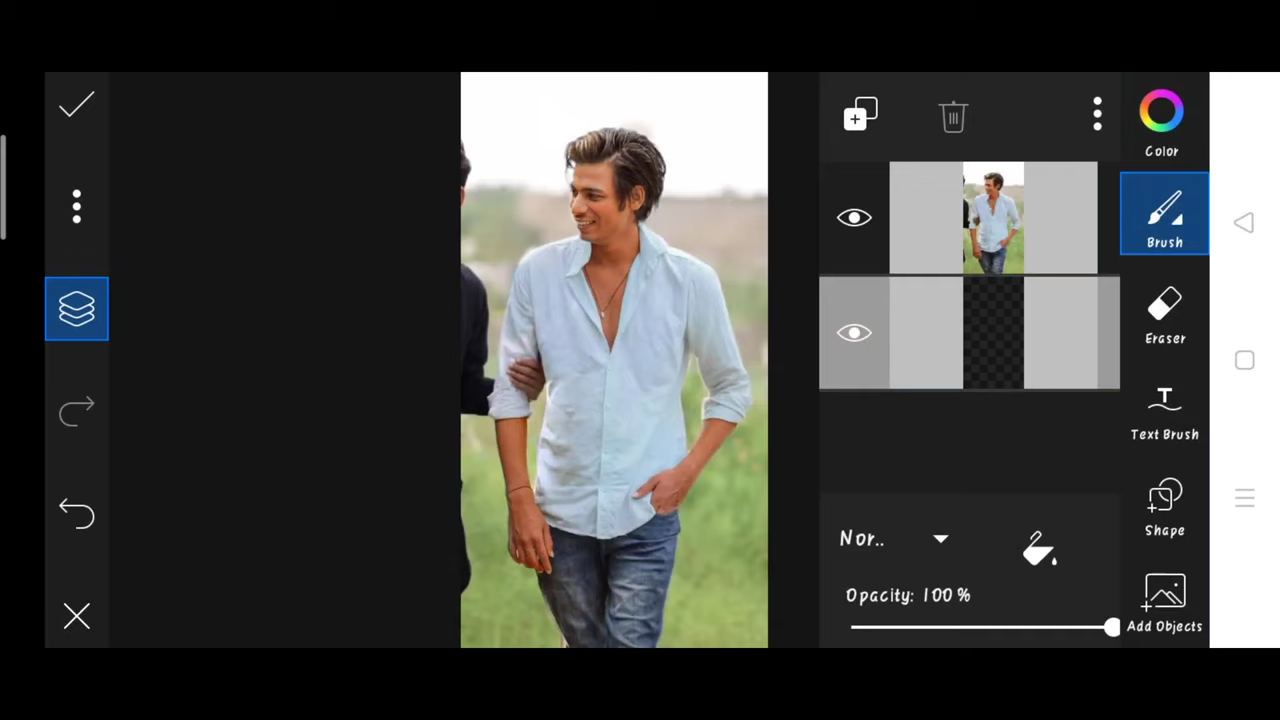 Color
Brush
Eraser
Text Brush
Shape
Nor..
Opacity: 100 %
Add Objects